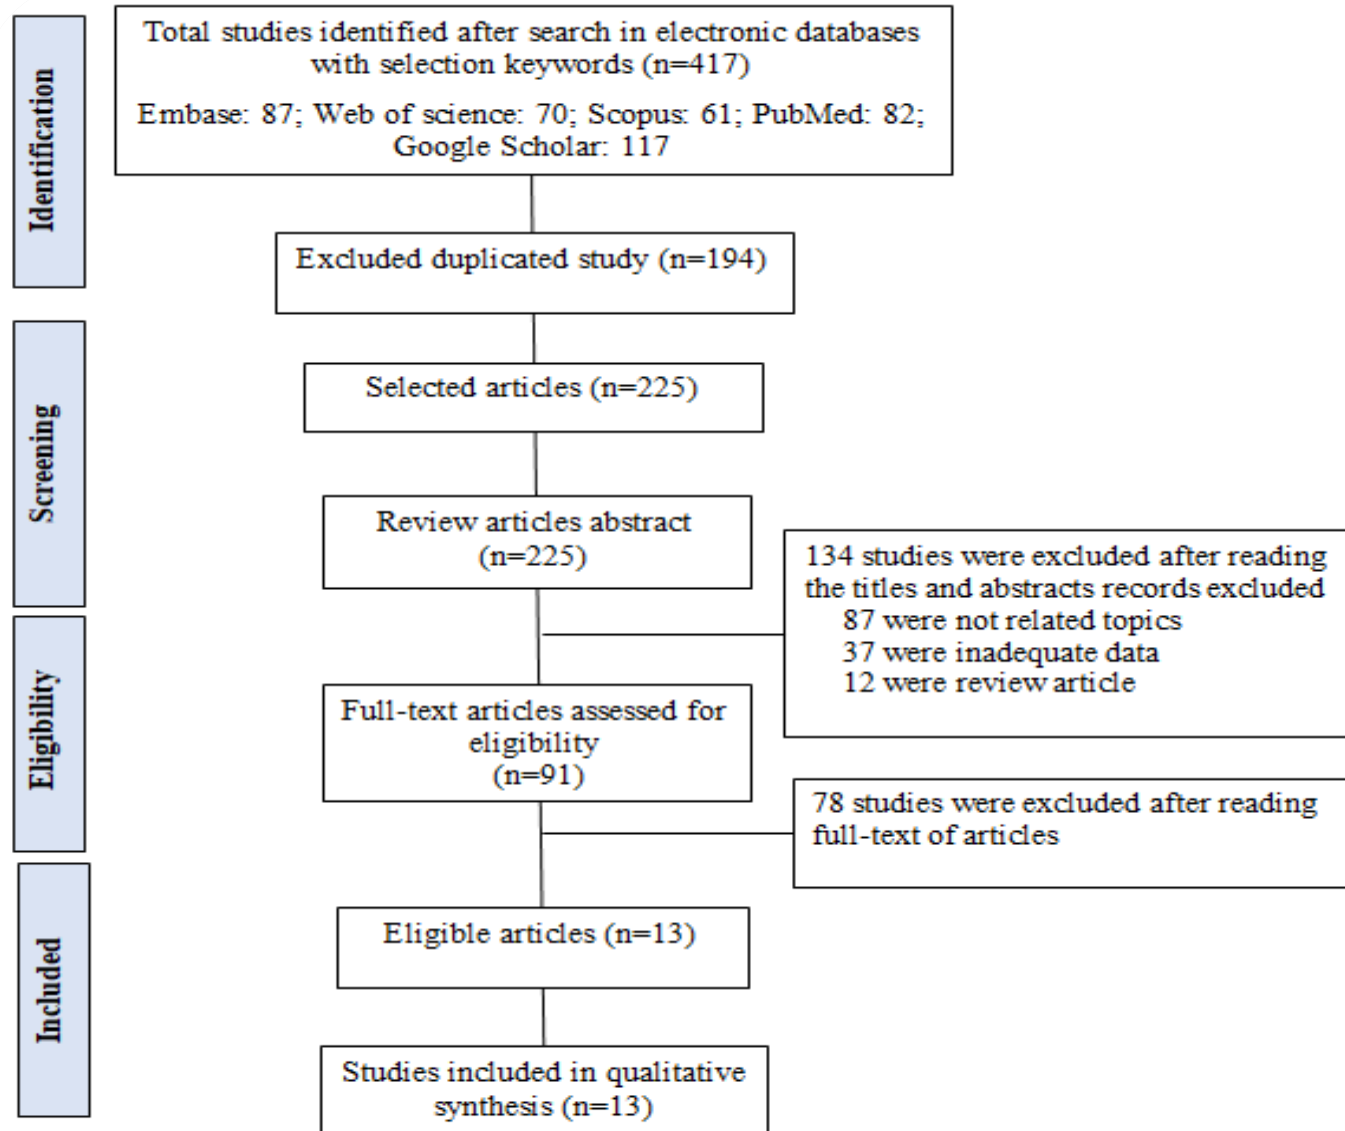 Identification
Total studies identified after search in electronic databases
with selection keywords (n=417)
Embase: 87; Web of science: 70; Scopus: 61; PubMed: 82;
Google Scholar: 117
Excluded duplicated study (n=194)
Screening
Selected articles (n=225)
Review articles abstract
(n=225)
134 studies were excluded after reading
the titles and abstracts records excluded
87 were not related topics
37 were inadequate data
12 were review article
Eligibility
Full-text articles assessed for
eligibility
(n=91)
78 studies were excluded after reading
full-text of articles
Included
Eligible articles (n=13)
Studies included in qualitative
synthesis (n=13)